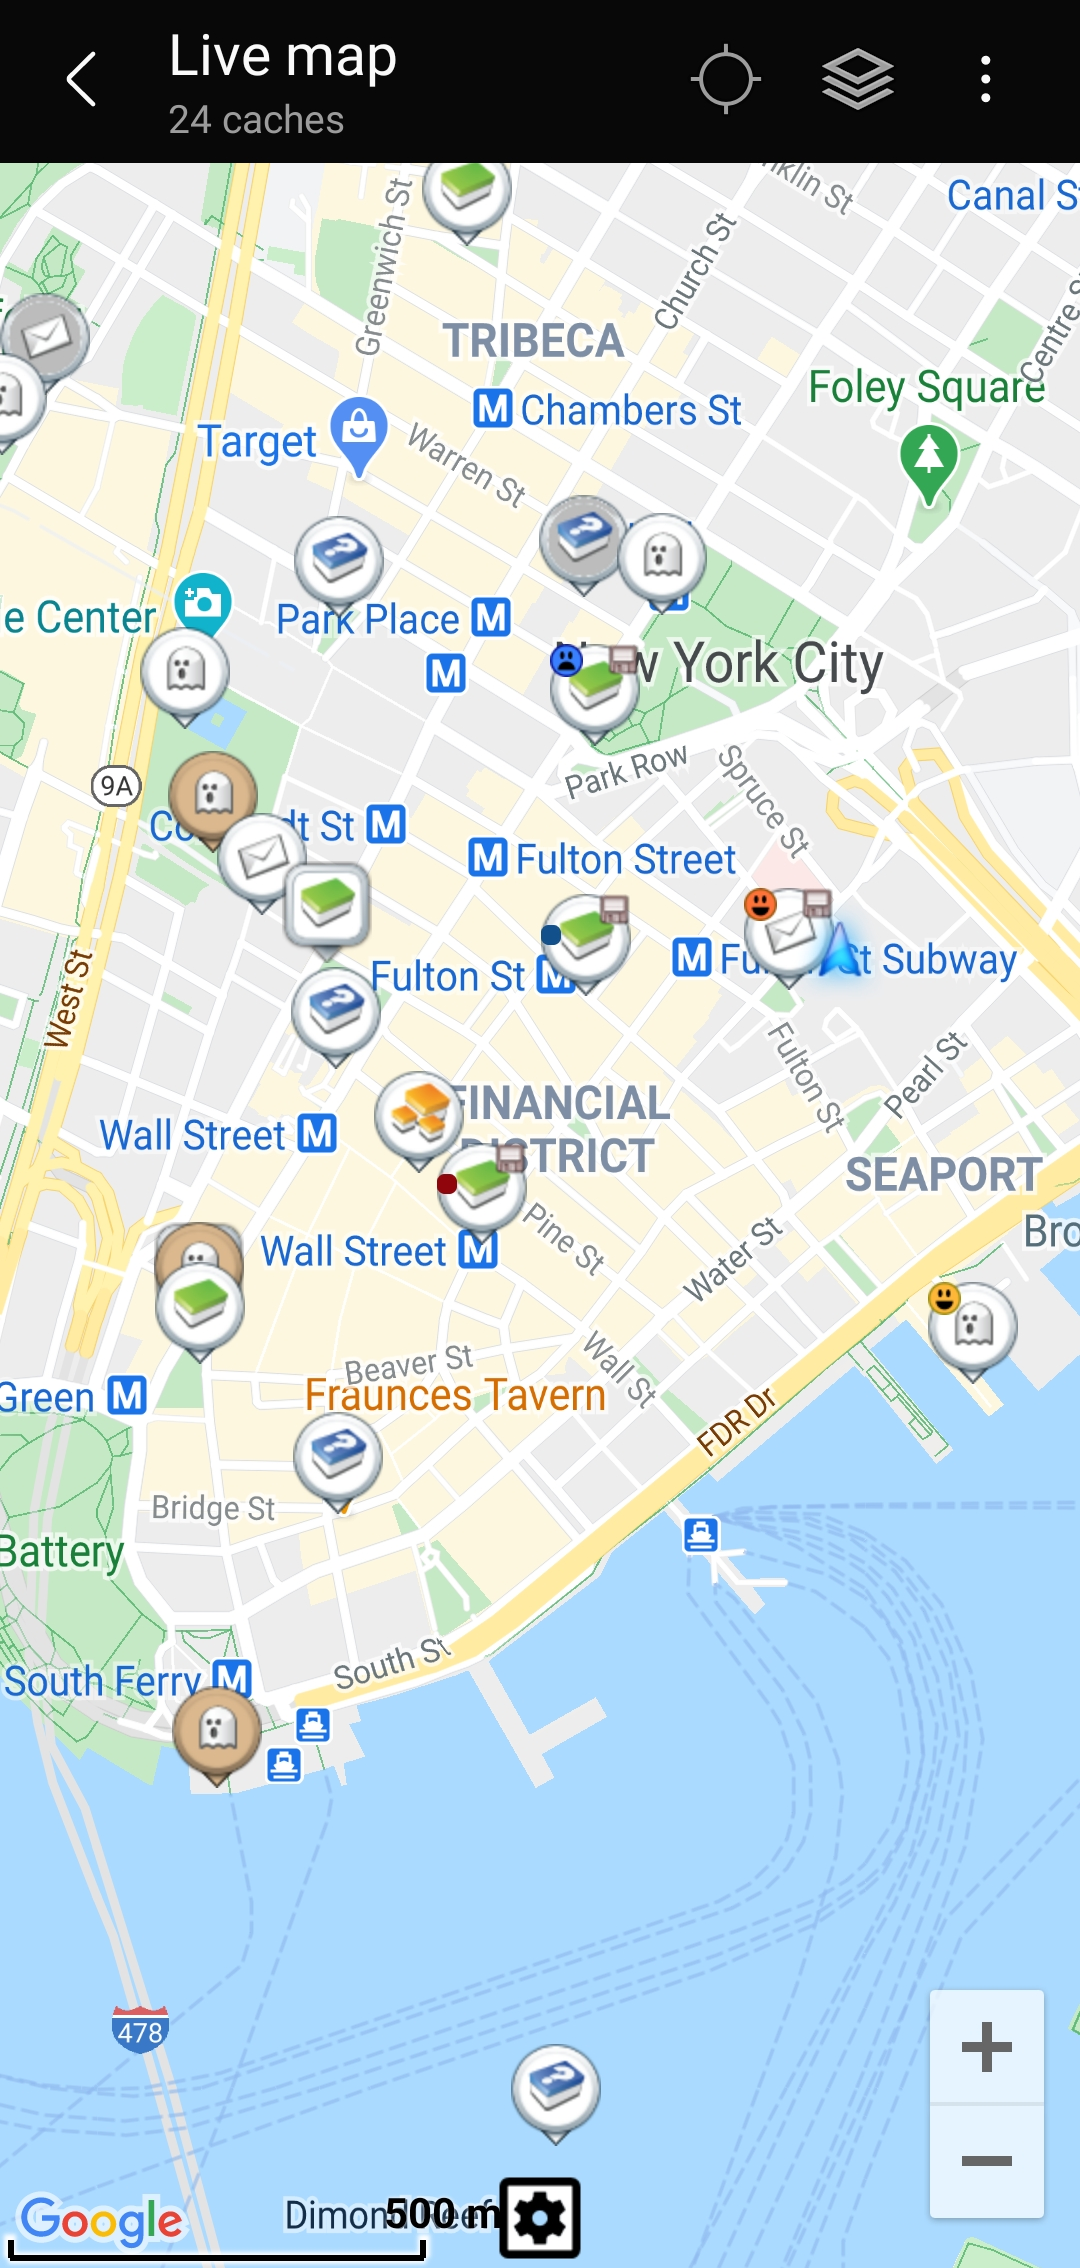 Live map
24 caches
Canal S
nklin St
Greenwich St
Church St
Centre S
TRIBECA
Foley Square
Chambers St
Target
Warren St
e Center
Park Place
w York City
Park Row
Spruce St
9A
dt St
Fulton Street
West St
Fulton St
St Subway
Fulton St
Pearl St
FINANCIAL
Wall Street
SEAPORT
Pine St
Water St
Bro
Wall Street
Beaver St
Wall St
Green
Fraunces Tavern
FDR Dr
Bridge St
Battery
South St
South Ferry
478
Google
500 m